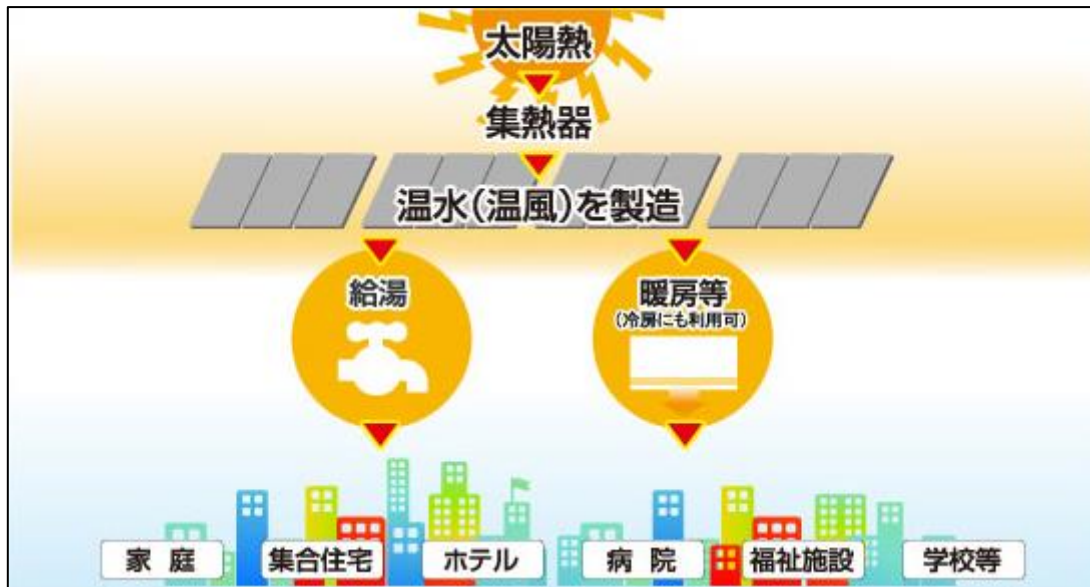 太陽熱
集熱器
温水(温風)を製造
給湯
暖房等
(冷房にも利用可)
家 庭
集合住宅
ホテル
病 院
福祉施設
学校等